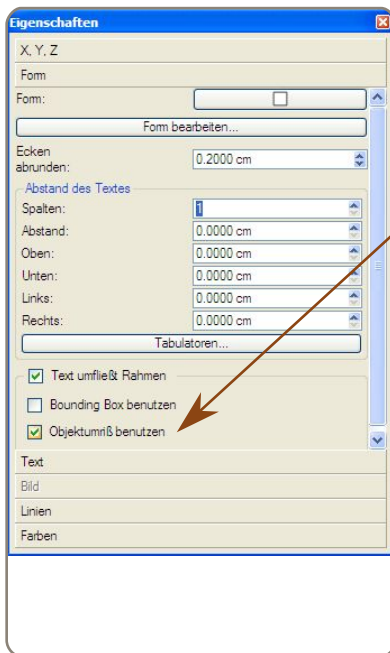 Eigenschaften
X, Y, Z
Form
Form:
Form bearbeiten...
Ecken
abrunden:
0.2000 cm
Abstand des Textes
Spalten:
1
Abstand:
0.0000 cm
Oben:
0.0000 cm
Unten:
0.0000 cm
Links:
0.0000 cm
Rechts:
0.0000 cm
Tabulatoren...
Text umfließt Rahmen
Bounding Box benutzen
Objektumriß benutzen
Text
Bild
Linien
Farben